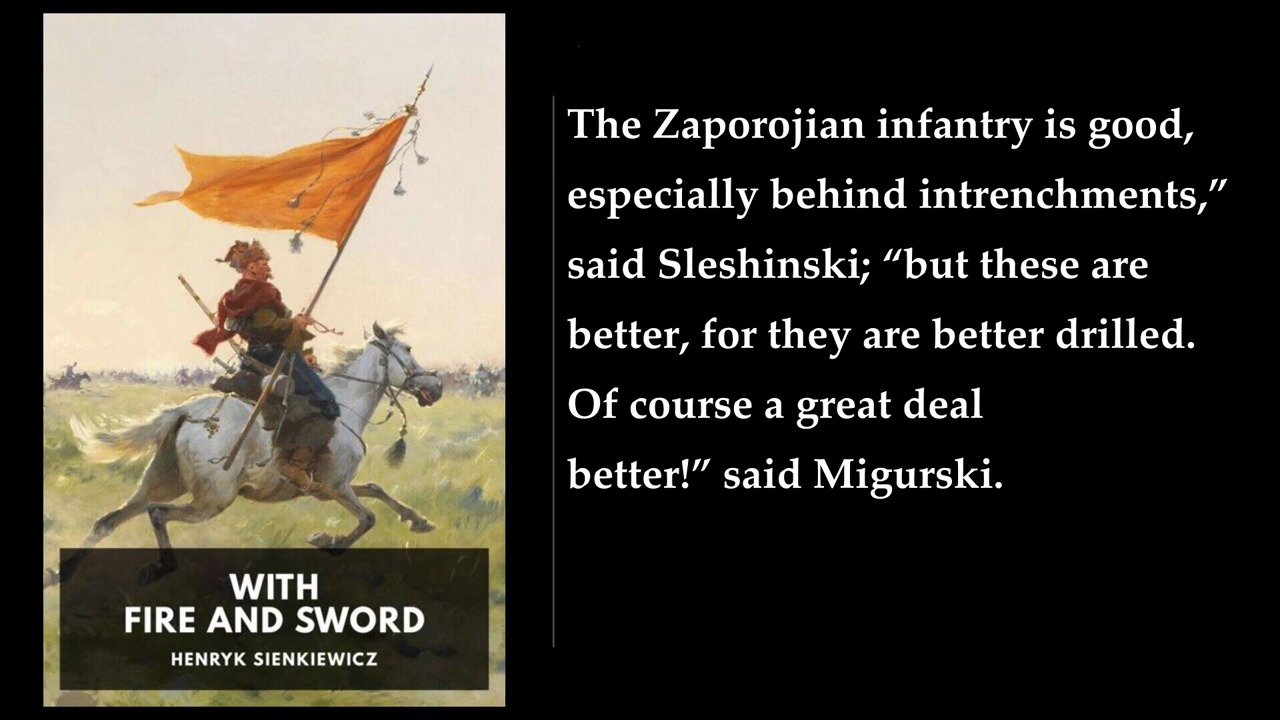 WITH
FIRE AND SWORD
HENRYK SIENKIEWICZ
The Zaporojian infantry is good,
especially behind intrenchments,”
said Sleshinski; “but these are
better, for they are better drilled.
Of course a great deal
better!” said Migurski.